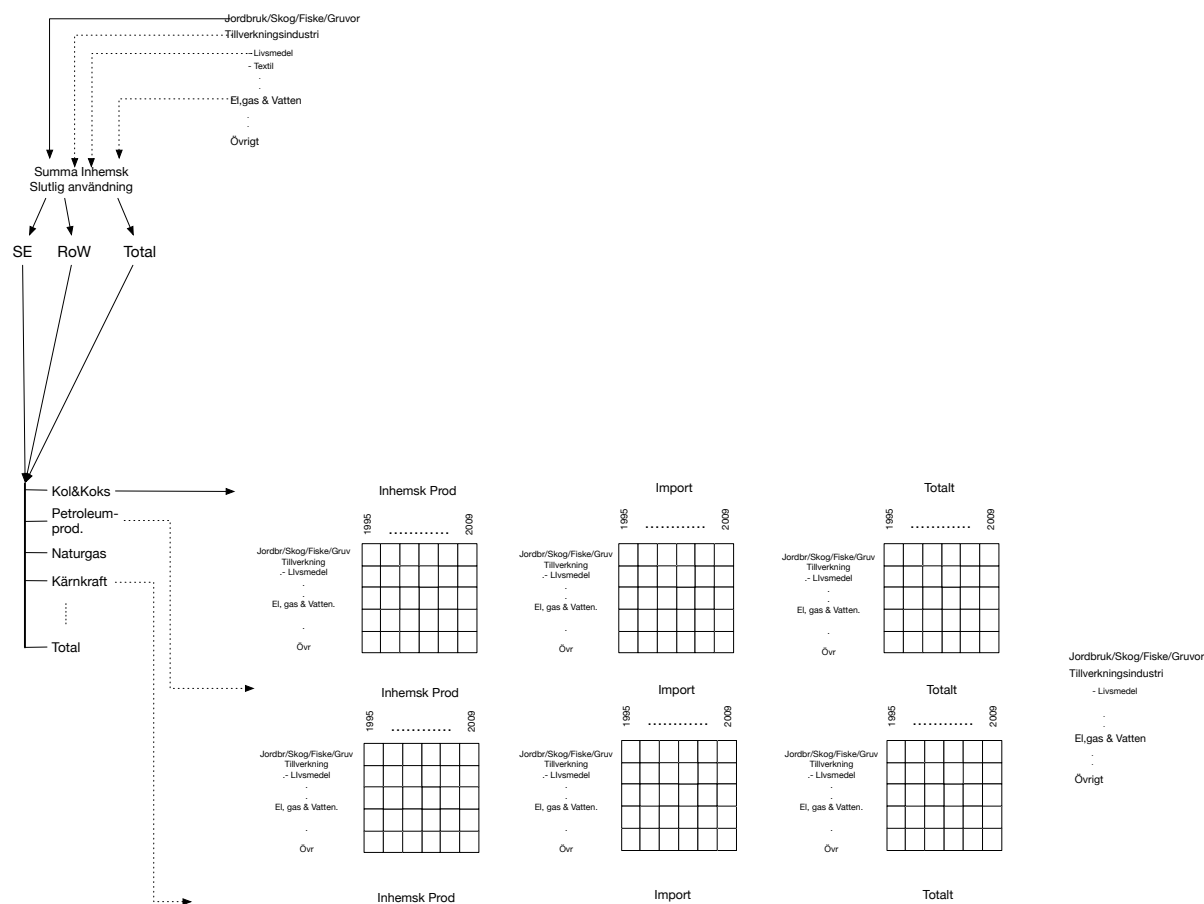 Jordbruk/Skog/Fiske/Gruvor
Tillverkningsindustri
- Livsmedel
- Textil
.
.
El,gas & Vatten
.
.
Övrigt
Summa Inhemsk
Slutlig användning
SE RoW Total
Kol&Koks
Petroleum-
prod.
Naturgas
Kärnkraft
Total
Inhemsk Prod
1995 ............ 2009
Jordbr/Skog/Fiske/Gruv
Tillverkning
.- LIvsmedel
.
.
El, gas & Vatten.
.
Övr
Import
1995 ............ 2009
Jordbr/Skog/Fiske/Gruv
Tillverkning
.- LIvsmedel
.
.
El, gas & Vatten.
.
Övr
Totalt
1995 ............ 2009
Jordbr/Skog/Fiske/Gruv
Tillverkning
.- LIvsmedel
.
.
El, gas & Vatten.
.
Övr
Jordbruk/Skog/Fiske/Gruvor
Tillverkningsindustri
- Livsmedel
.
.
El,gas & Vatten
.
.
Övrigt
Inhemsk Prod
1995 ............ 2009
Jordbr/Skog/Fiske/Gruv
Tillverkning
.- LIvsmedel
.
.
El, gas & Vatten.
.
Övr
Import
1995 ............ 2009
Jordbr/Skog/Fiske/Gruv
Tillverkning
.- LIvsmedel
.
.
El, gas & Vatten.
.
Övr
Totalt
1995 ............ 2009
Jordbr/Skog/Fiske/Gruv
Tillverkning
.- LIvsmedel
.
.
El, gas & Vatten.
.
Övr
Inhemsk Prod
Import
Totalt